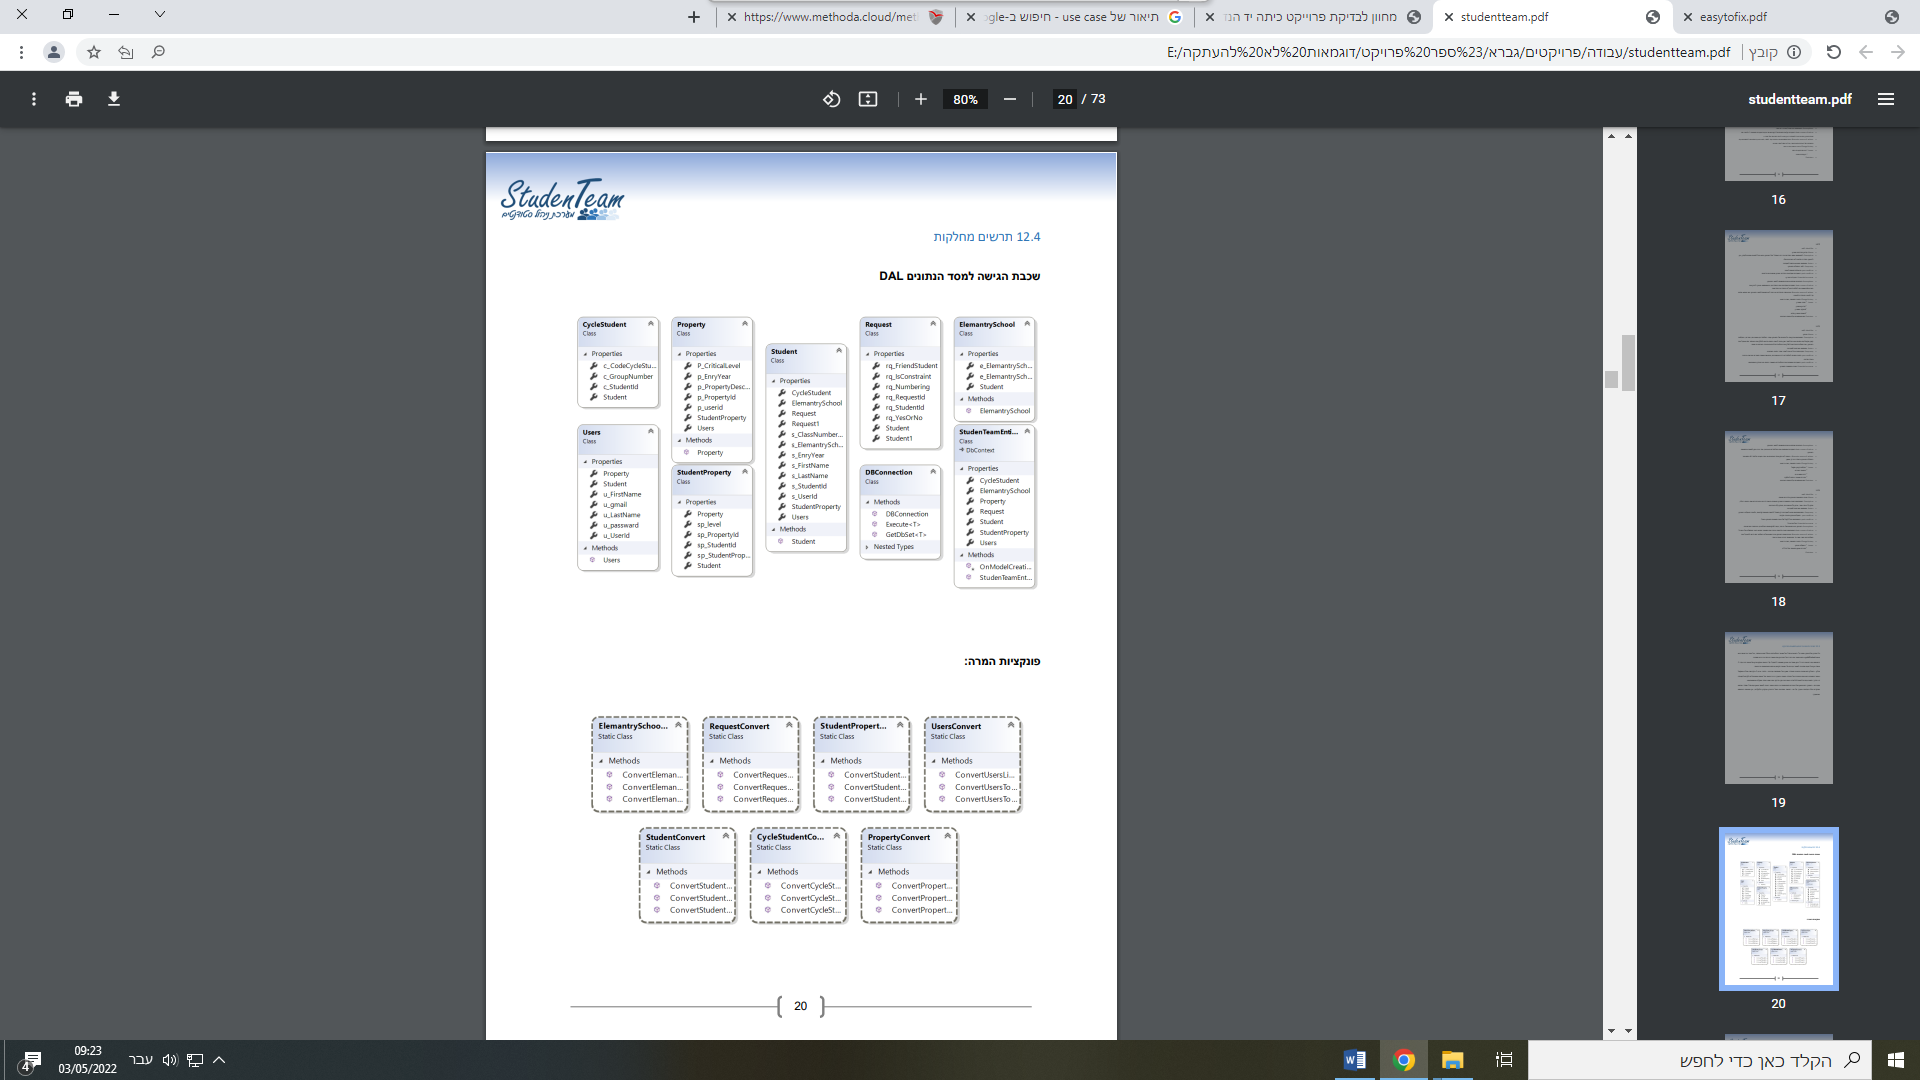 https://www.methoda.cloud/met
תיאור של use case - חיפוש ב-gle
מחוון לבדיקת פרוייקט כיתה יד הנ
studentteam.pdf
easytofix.pdf
E:/עבודה/פרויקטים/גברא/%23ספר%20פרויקט/דוגמאות%20לא%20להעתקה/studentteam.pdf
קובץ
80%
20 / 73
studentteam.pdf
StudenTeam
מערכת ניהול סטודנטים
12.4 תרשים מחלקות
שכבת הגישה למסד הנתונים DAL
CycleStudent
Class
Properties
c_CodeCycleStu...
c_GroupNumber
c_StudentId
Student
Users
Class
Properties
Property
Student
u_FirstName
u_gmail
u_LastName
u_passward
u_UserId
Methods
Users
Property
Class
Properties
P_CriticalLevel
p_EnryYear
p_PropertyDesc...
p_PropertyId
p_userid
StudentProperty
Users
Methods
Property
StudentProperty
Class
Properties
Property
sp_level
sp_PropertyId
sp_StudentId
sp_StudentProp...
Student
Student
Class
Properties
CycleStudent
ElemantrySchool
Request
Request1
s_ClassNumber...
s_ElemantrySch...
s_EnryYear
s_FirstName
s_LastName
s_StudentId
s_UserId
StudentProperty
Users
Methods
Student
Request
Class
Properties
rq_FriendStudent
rq_IsConstraint
rq_Numbering
rq_RequestId
rq_StudentId
rq_YesOrNo
Student
Student1
DBConnection
Class
Methods
DBConnection
Execute<T>
GetDbSet<T>
Nested Types
ElemantrySchool
Class
Properties
e_ElemantrySch...
e_ElemantrySch...
Student
Methods
ElemantrySchool
StudenTeamEnti...
Class
DbContext
Properties
CycleStudent
ElemantrySchool
Property
Request
Student
StudentProperty
Users
Methods
OnModelCreati...
StudenTeamEnt...
פונקציות המרה:
ElemantrySchoo...
Static Class
Methods
ConvertEleman...
ConvertEleman...
ConvertEleman...
RequestConvert
Static Class
Methods
ConvertReques...
ConvertReques...
ConvertReques...
StudentPropert...
Static Class
Methods
ConvertStudent...
ConvertStudent...
ConvertStudent...
UsersConvert
Static Class
Methods
ConvertUsersLi...
ConvertUsersTo...
ConvertUsersTo...
StudentConvert
Static Class
Methods
ConvertStudent...
ConvertStudent...
ConvertStudent...
CycleStudentCo...
Static Class
Methods
ConvertCycleSt...
ConvertCycleSt...
ConvertCycleSt...
PropertyConvert
Static Class
Methods
ConvertPropert...
ConvertPropert...
ConvertPropert...
20
16
17
18
19
20
09:23
03/05/2022
4
עבר
הקלד כאן כדי לחפש